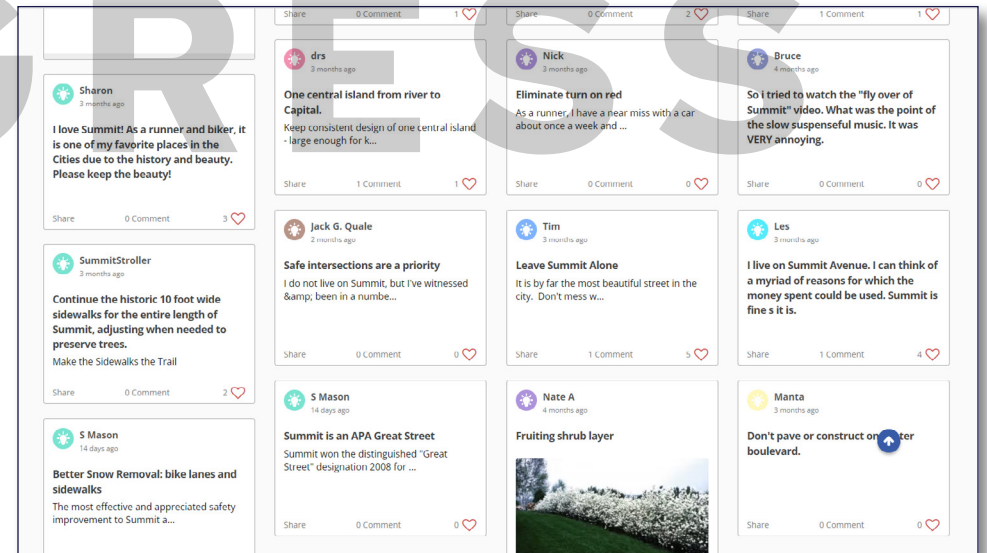 Share 0 Comment 1
Share 0 Comment 2
Share 1 Comment 1
GRESS
Sharon
3 months ago
I love Summit! As a runner and biker, it
is one of my favorite places in the
Cities due to the history and beauty.
Please keep the beauty!
Share 0 Comment 3
SummitStroller
3 months ago
Continue the historic 10 foot wide
sidewalks for the entire length of
Summit, adjusting when needed to
preserve trees.
Make the Sidewalks the Trail
Share 0 Comment 2
S Mason
14 days ago
Better Snow Removal: bike lanes and
sidewalks
The most effective and appreciated safety
improvement to Summit a...
drs
3 months ago
One central island from river to
Capital.
Keep consistent design of one central island
- large enough for k...
Share 1 Comment 1
Jack G. Quale
2 months ago
Safe intersections are a priority
I do not live on Summit, but I've witnessed
&amp; been in a numbe...
Share 0 Comment 0
S Mason
14 days ago
Summit is an APA Great Street
Summit won the distinguished "Great
Street" designation 2008 for ...
Share 0 Comment 0
Nick
3 months ago
Eliminate turn on red
As a runner, I have a near miss with a car
about once a week and ...
Share 0 Comment 0
Tim
3 months ago
Leave Summit Alone
It is by far the most beautiful street in the
city. Don't mess w...
Share 1 Comment 5
Nate A
4 months ago
Fruiting shrub layer
Bruce
4 months ago
So i tried to watch the "fly over of
Summit" video. What was the point of
the slow suspenseful music. It was
VERY annoying.
Share 0 Comment 0
Les
3 months ago
I live on Summit Avenue. I can think of
a myriad of reasons for which the
money spent could be used. Summit is
fine s it is.
Share 1 Comment 4
Manta
3 months ago
Don't pave or construct on
boulevard.
Share 0 Comment 0